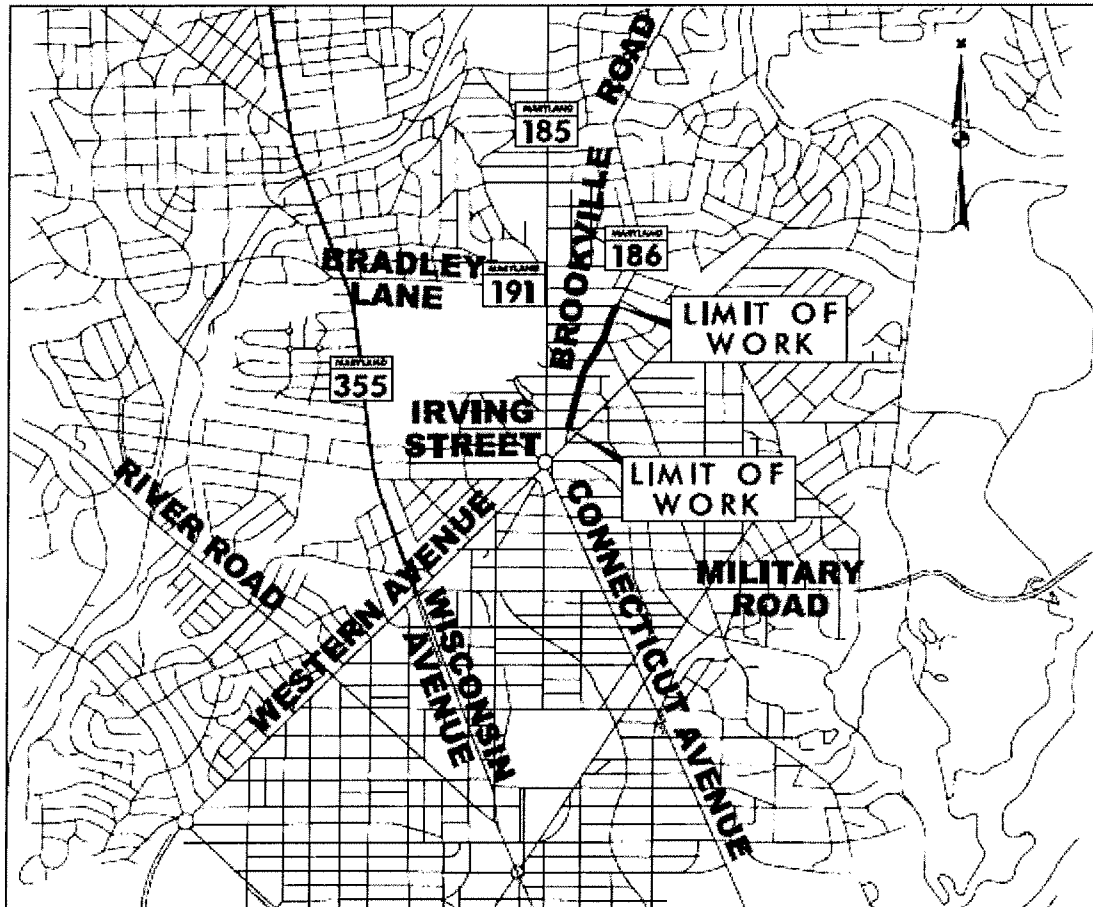 ROAD
MARYLAND
185
BROOKVILLE
MARYLAND
186
BRADLEY
LANE
MARYLAND
191
LIMIT OF
WORK
MARYLAND
355
IRVING
STREET
LIMIT OF
WORK
RIVER ROAD
WESTERN AVENUE
WISCONSIN
AVENUE
CONNECTICUT AVENUE
MILITARY
ROAD